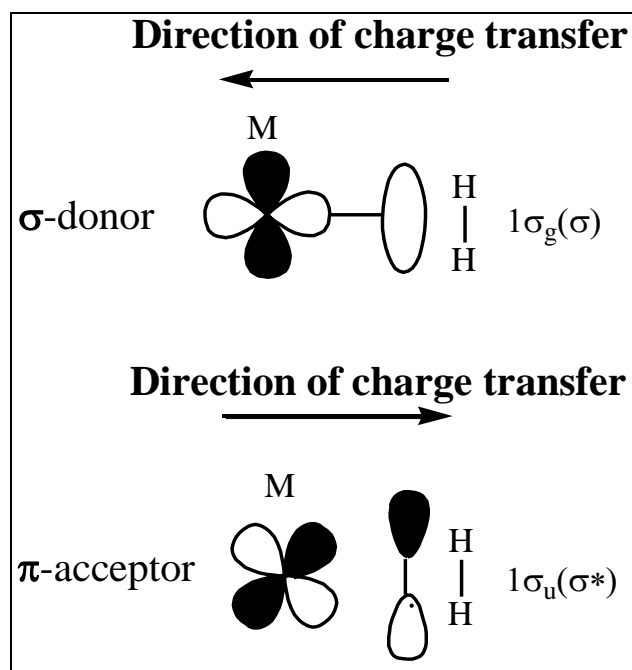 Direction of charge transfer
M
σ-donor
H
H
1σg(σ)
Direction of charge transfer
M
π-acceptor
H
H
1σu(σ*)